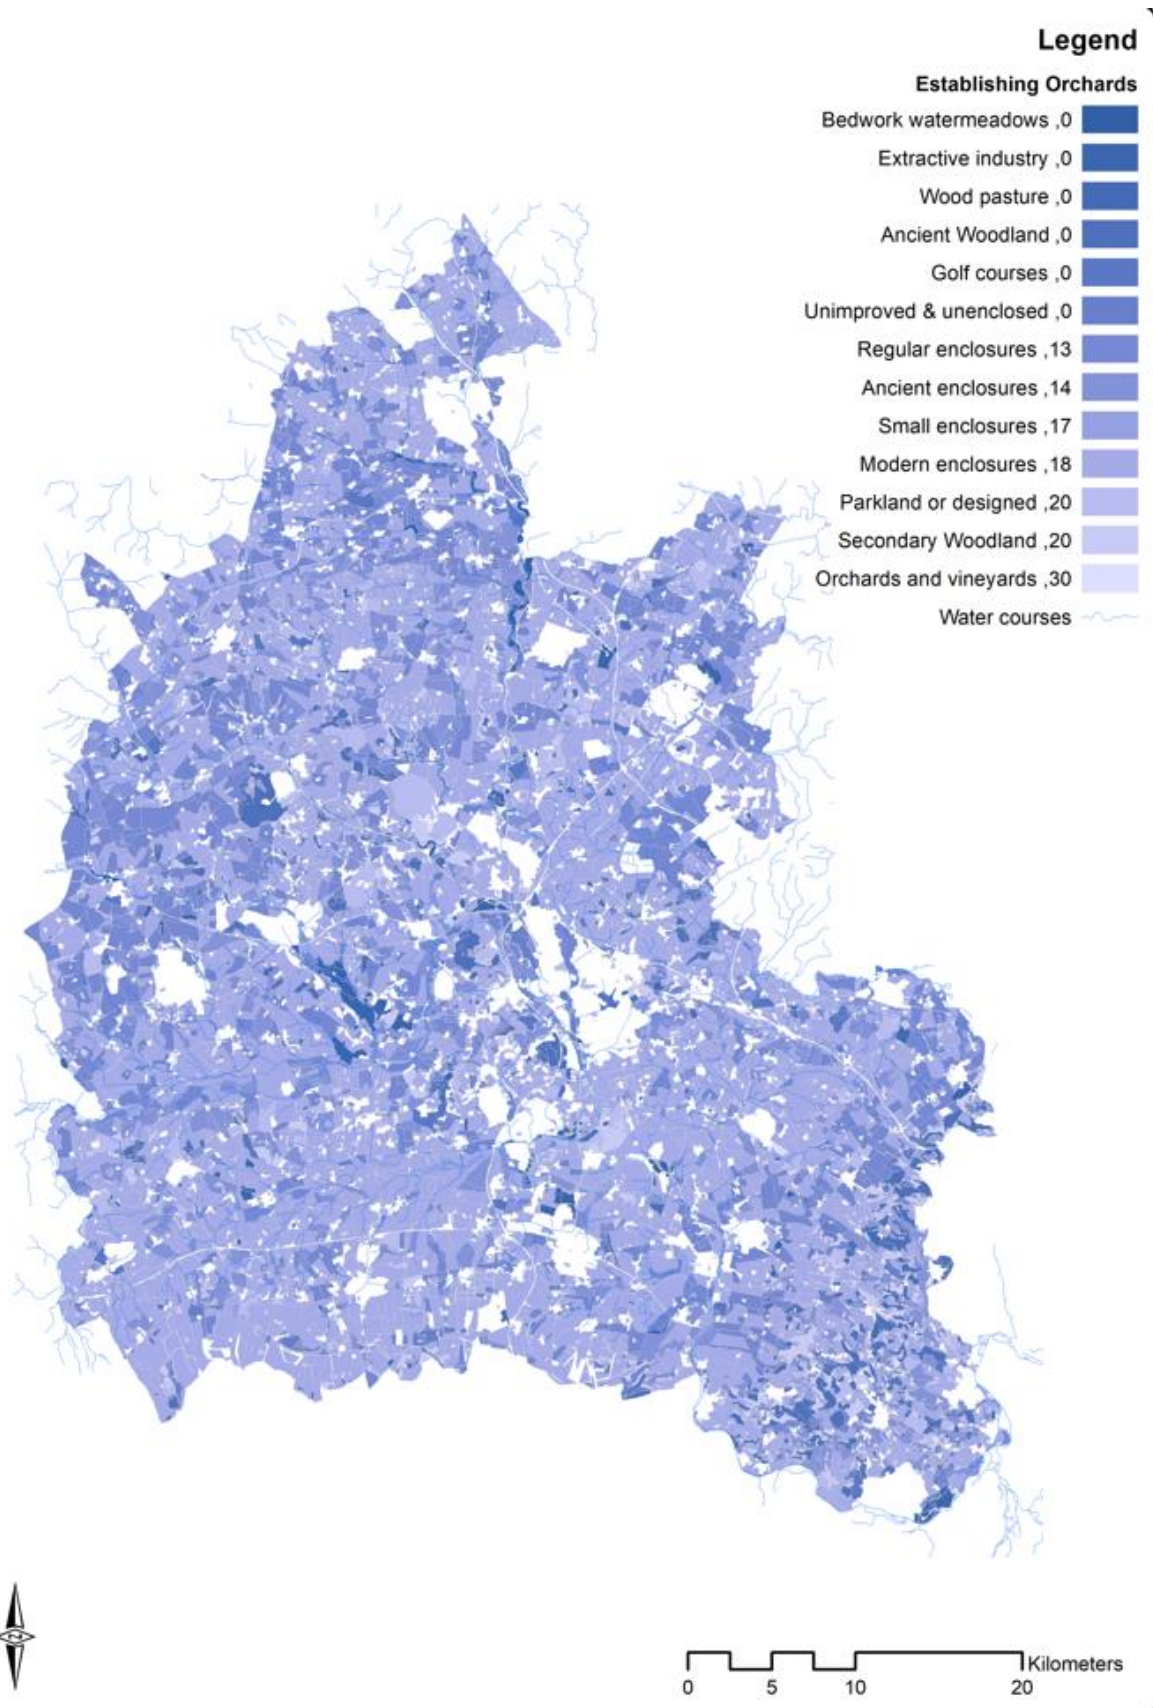 Legend
Establishing Orchards
Bedwork watermeadows ,0
Extractive industry ,0
Wood pasture ,0
Ancient Woodland ,0
Golf courses ,0
Unimproved & unenclosed ,0
Regular enclosures ,13
Ancient enclosures ,14
Small enclosures ,17
Modern enclosures ,18
Parkland or designed ,20
Secondary Woodland ,20
Orchards and vineyards ,30
Water courses
Kilometers
0 5 10 20